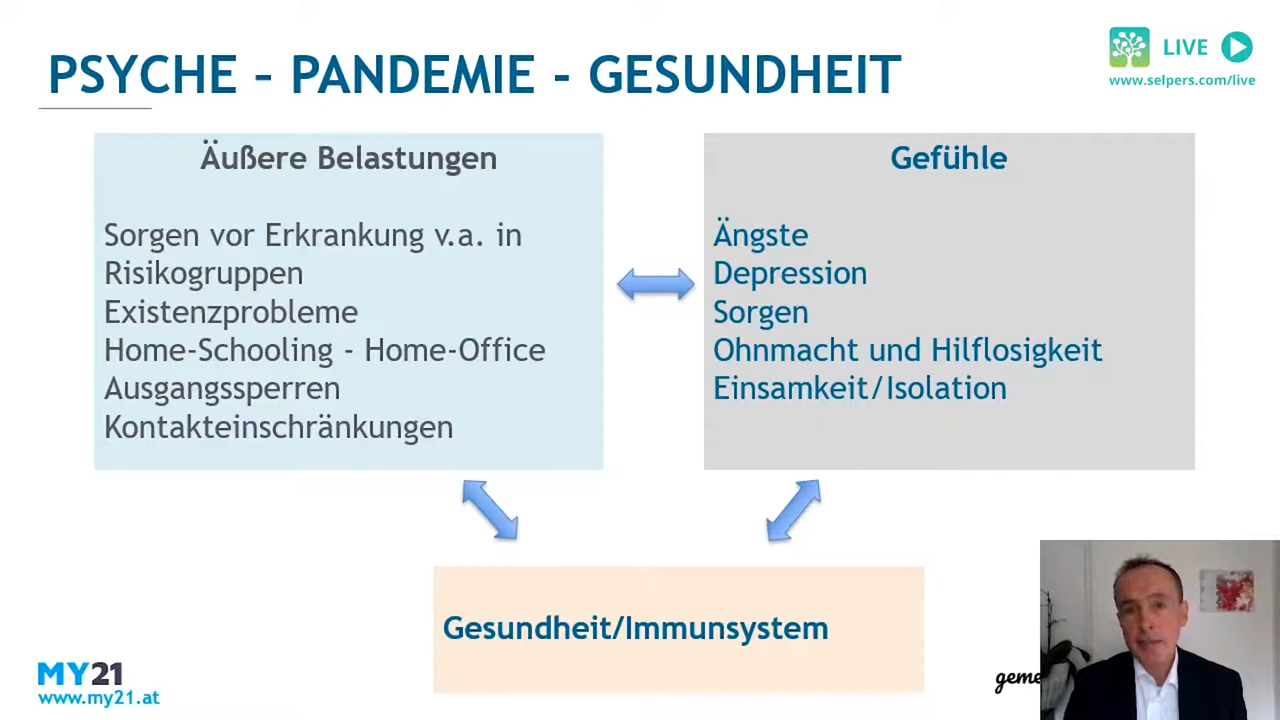 PSYCHE – PANDEMIE - GESUNDHEIT
LIVE
www.selpers.com/live
Äußere Belastungen
Sorgen vor Erkrankung v.a. in
Risikogruppen
Existenzprobleme
Home-Schooling - Home-Office
Ausgangssperren
Kontakteinschränkungen
Gefühle
Ängste
Depression
Sorgen
Ohnmacht und Hilflosigkeit
Einsamkeit/Isolation
Gesundheit/Immunsystem
MY21
www.my21.at